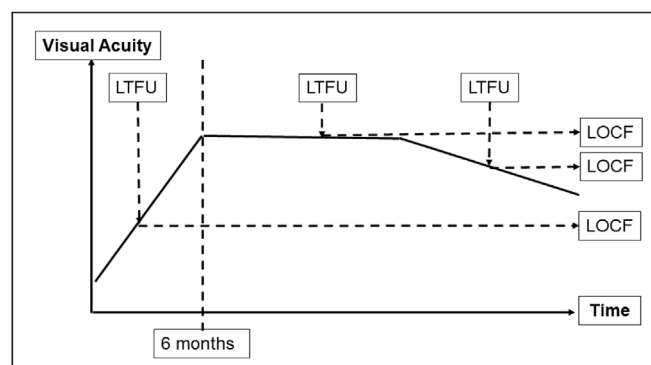 Visual Acuity
LTFU
LTFU
LTFU
LOCF
LOCF
LOCF
Time
6 months